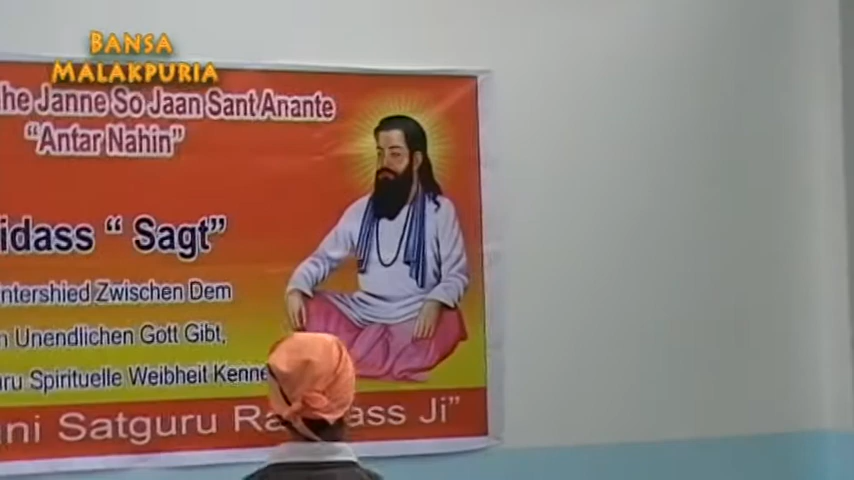 BANSA
MALAKPURIA
he Janne So Jaan Sant Anante
“Antar Nahin”
idass “ Sagt”
ntershied Zwischen Dem
n Unendlichen Gott Gibt,
uru Spirituelle Weibheit Kenne
ni Satguru Ra ass Ji”